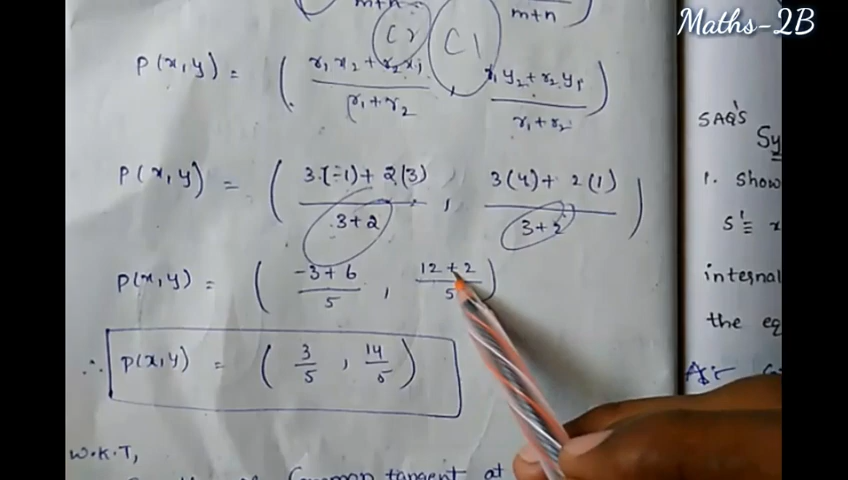 Maths-2B
m+n
m+n
C2
C1
P(x,y) = ( r₁x₂ + r₂x₁ / r₁+r₂ , r₁y₂ + r₂y₁ / r₁+r₂ )
P(x,y) = ( 3.(-1)+ 2(3) / 3+2 , 3(4)+ 2(1) / 3+2 )
P(x,y) = ( -3+6 / 5 , 12+2 / 5 )
∴ P(x,y) = ( 3/5 , 14/5 )
W.K.T,
Common tangent at
SAQ'S
1. Show
S' ≡ x
internal
the eq